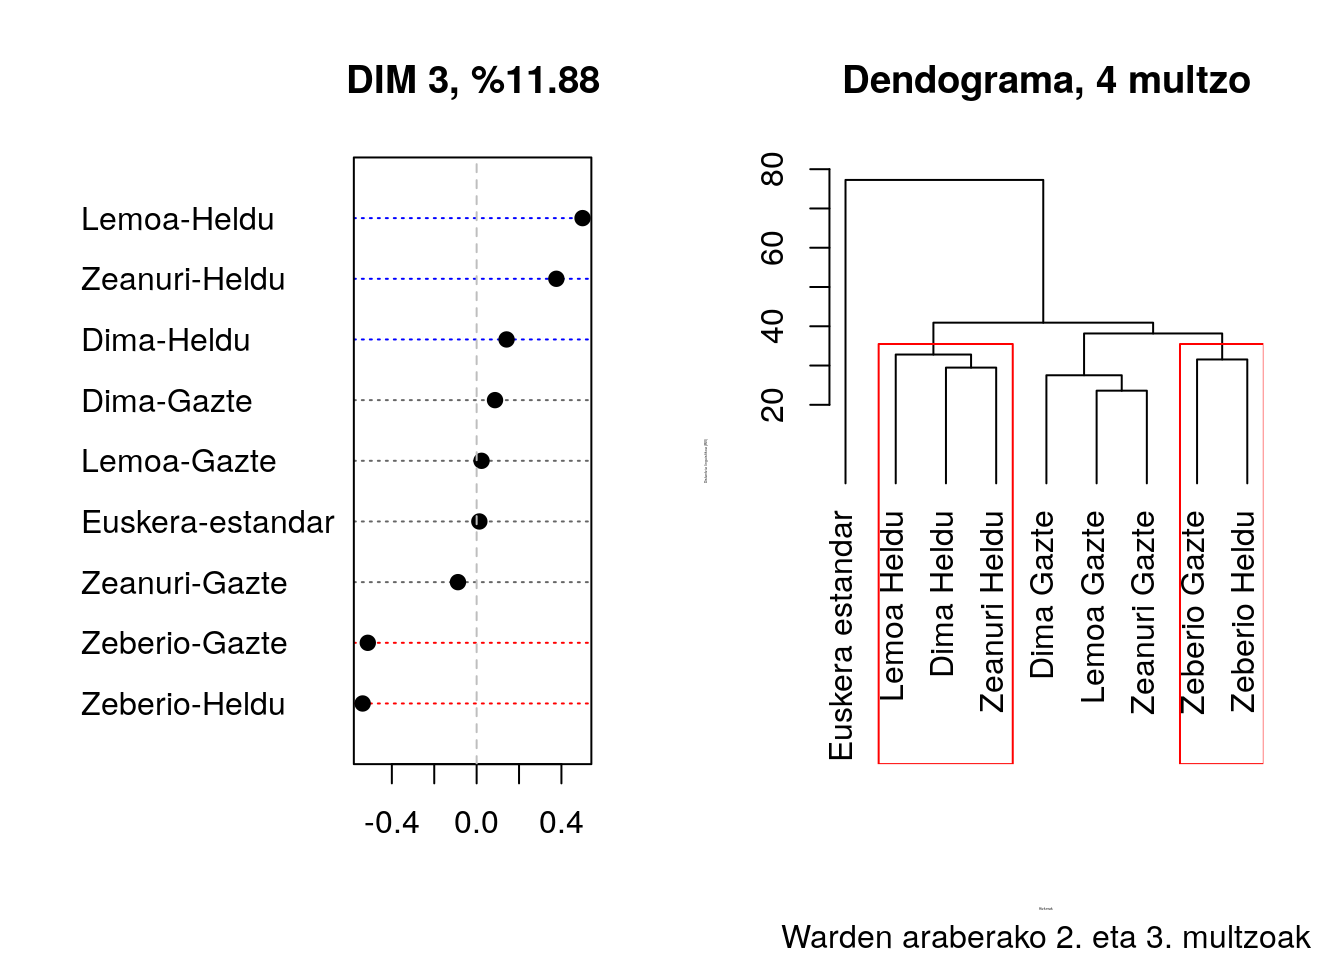 DIM 3, %11.88
Lemoa-Heldu
Zeanuri-Heldu
Dima-Heldu
Dima-Gazte
Lemoa-Gazte
Euskera-estandar
Zeanuri-Gazte
Zeberio-Gazte
Zeberio-Heldu
-0.4 0.0 0.4
Dendograma, 4 multzo
80
60
40
20
Euskera estandar
Lemoa Heldu
Dima Heldu
Zeanuri Heldu
Dima Gazte
Lemoa Gazte
Zeanuri Gazte
Zeberio Gazte
Zeberio Heldu
Warden araberako 2. eta 3. multzoak